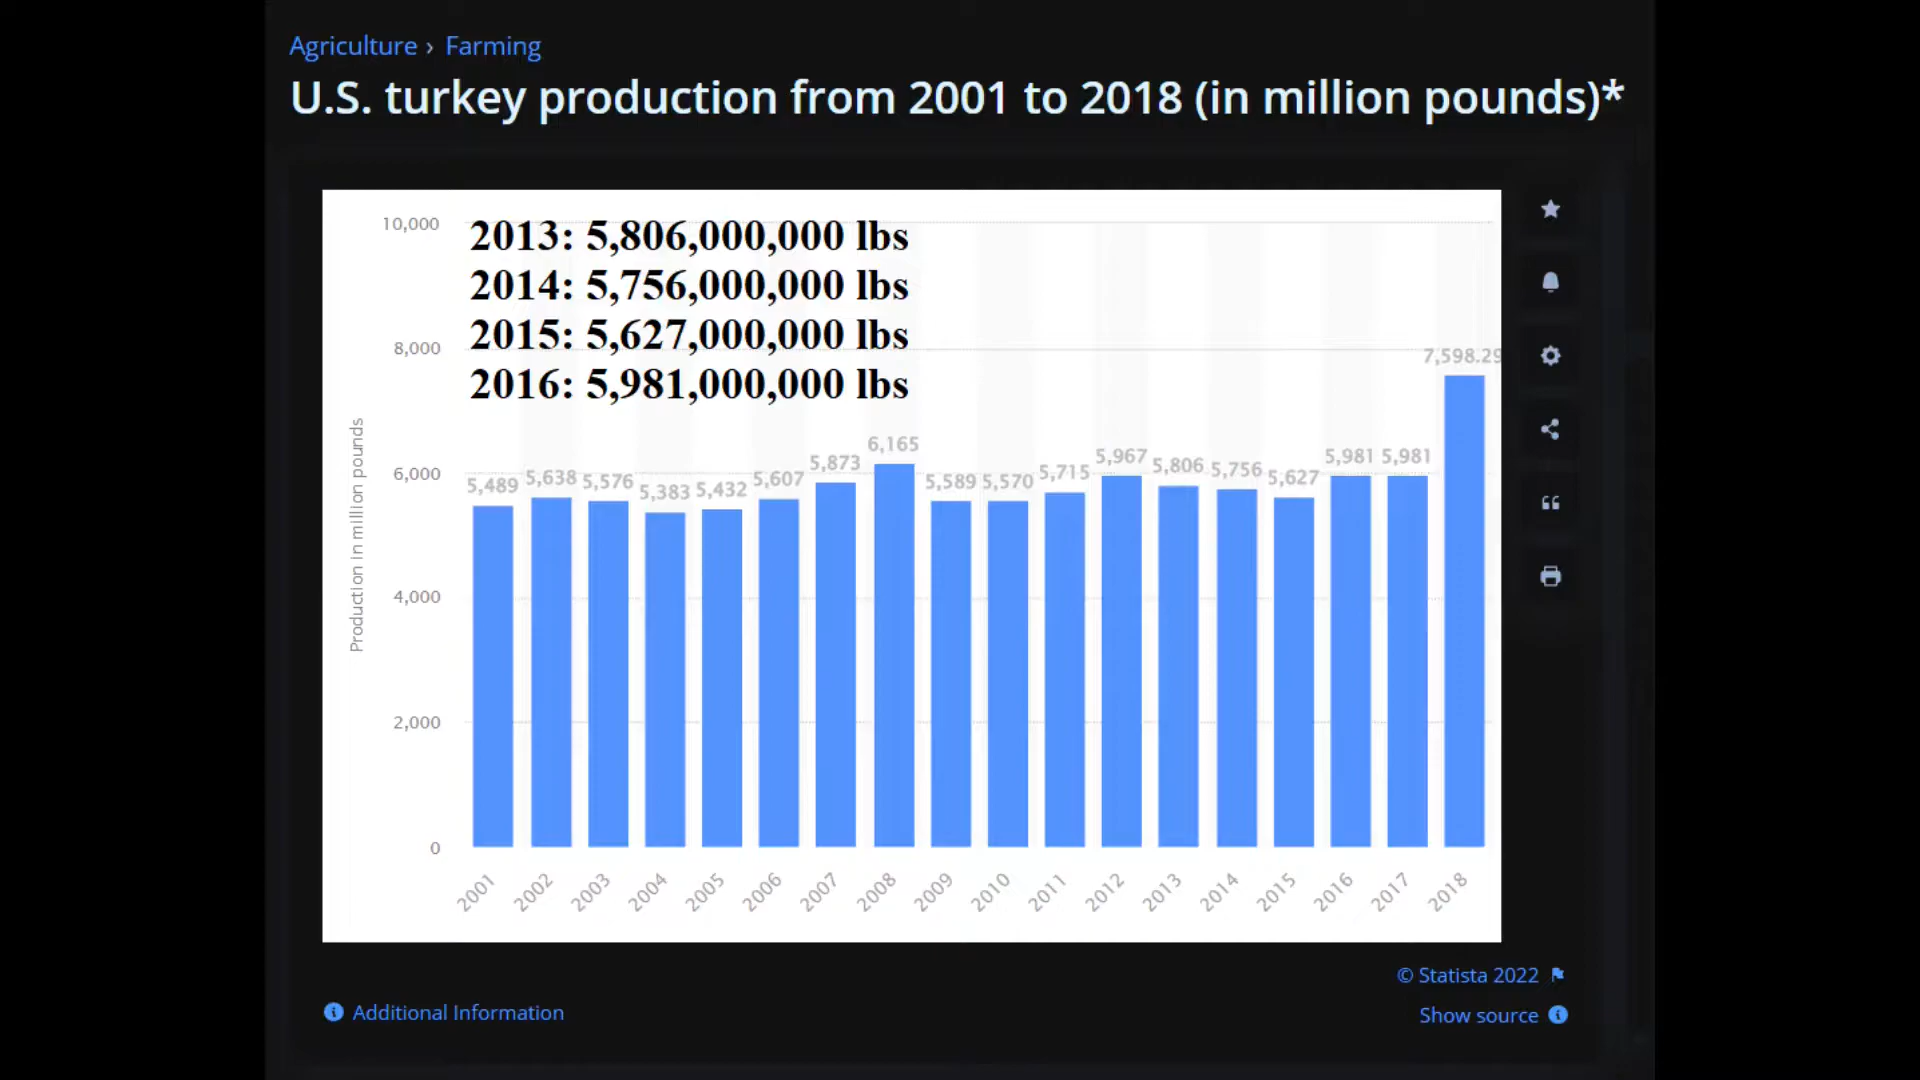 Agriculture › Farming
U.S. turkey production from 2001 to 2018 (in million pounds)*
2013: 5,806,000,000 lbs
2014: 5,756,000,000 lbs
2015: 5,627,000,000 lbs
2016: 5,981,000,000 lbs
Production in million pounds
10,000
8,000
6,000
4,000
2,000
0
5,489 5,638 5,576 5,383 5,432 5,607 5,873 6,165 5,589 5,570 5,715 5,967 5,806 5,756 5,627 5,981 5,981 7,598.29
2001 2002 2003 2004 2005 2006 2007 2008 2009 2010 2011 2012 2013 2014 2015 2016 2017 2018
© Statista 2022
Additional Information
Show source